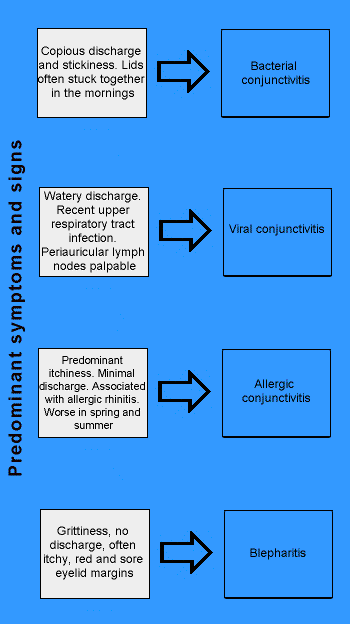 Predominant symptoms and signs
Copious discharge
and stickiness. Lids
often stuck together
in the mornings
Bacterial
conjunctivitis
Watery discharge.
Recent upper
respiratory tract
infection.
Periauricular lymph
nodes palpable
Viral conjunctivitis
Predominant
itchiness. Minimal
discharge. Associated
with allergic rhinitis.
Worse in spring and
summer
Allergic
conjunctivitis
Grittiness, no
discharge, often
itchy, red and sore
eyelid margins
Blepharitis